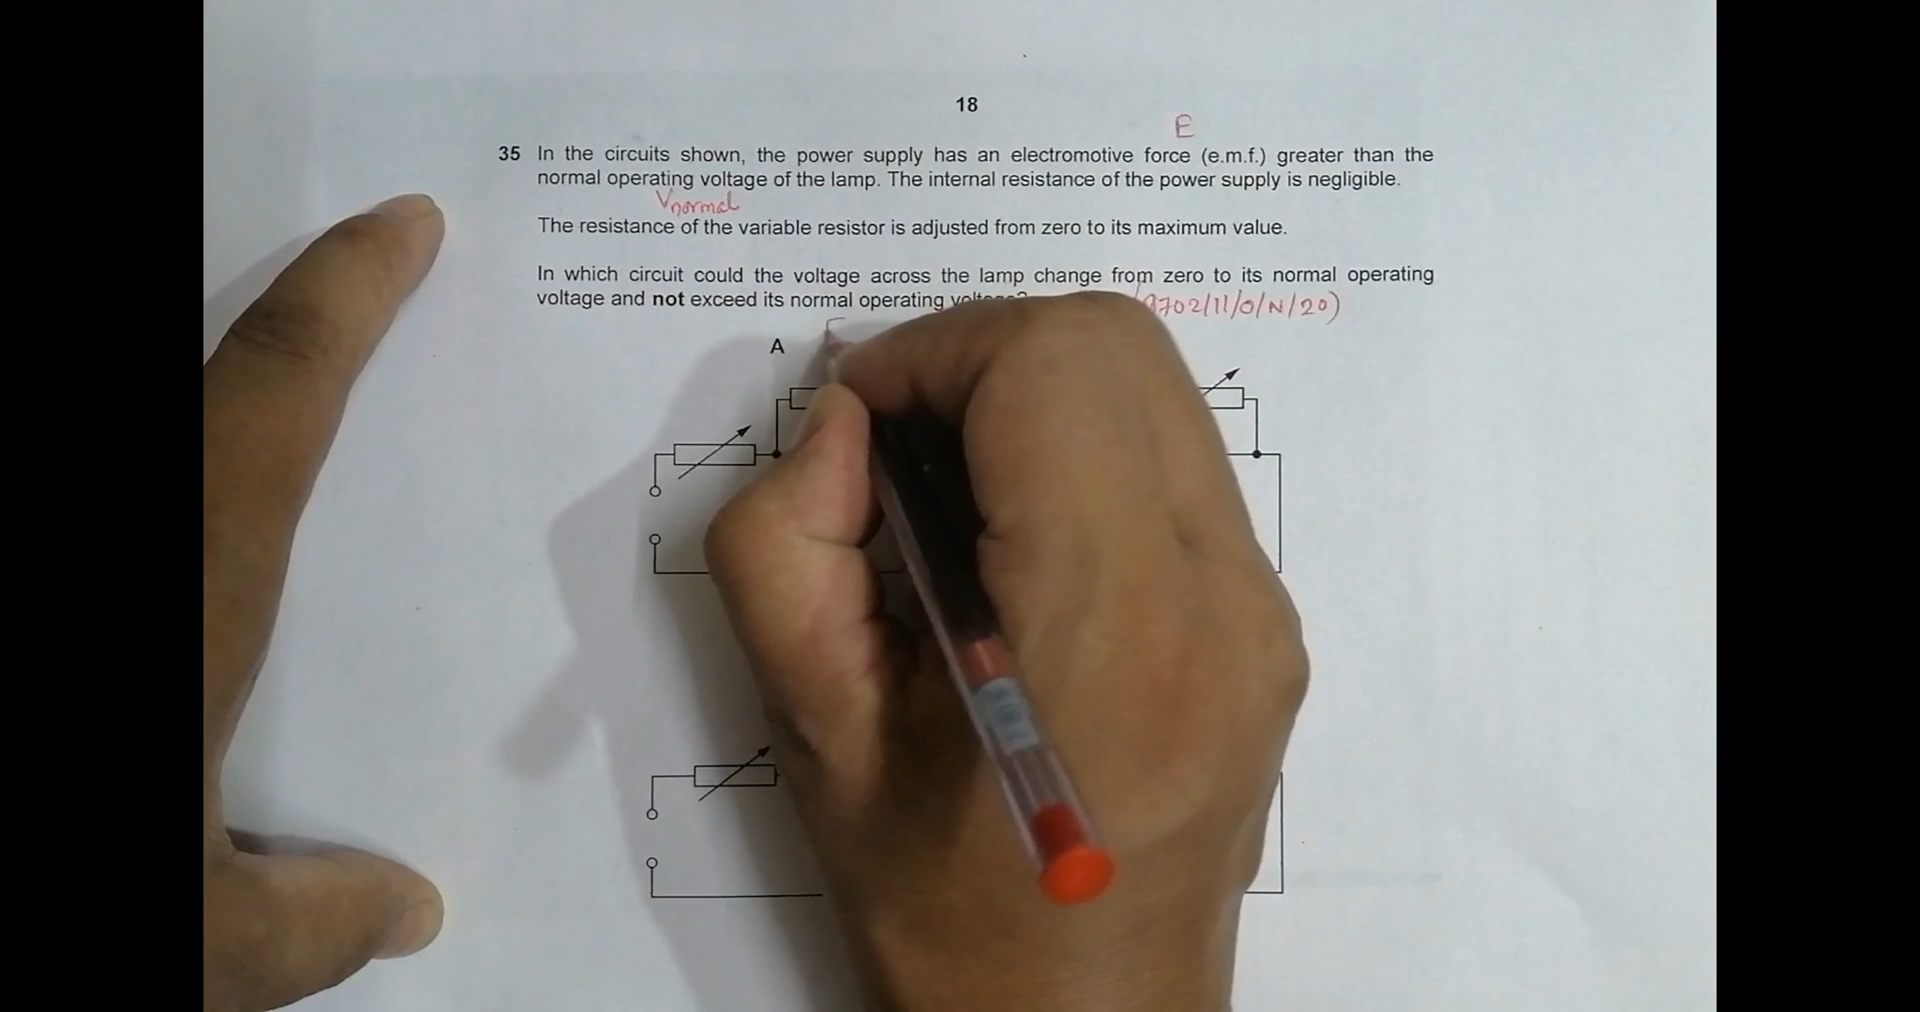 18
E
35 In the circuits shown, the power supply has an electromotive force (e.m.f.) greater than the
normal operating voltage of the lamp. The internal resistance of the power supply is negligible.
Vnormal
The resistance of the variable resistor is adjusted from zero to its maximum value.
In which circuit could the voltage across the lamp change from zero to its normal operating
voltage and not exceed its normal operating
9702/11/O/N/20)
A